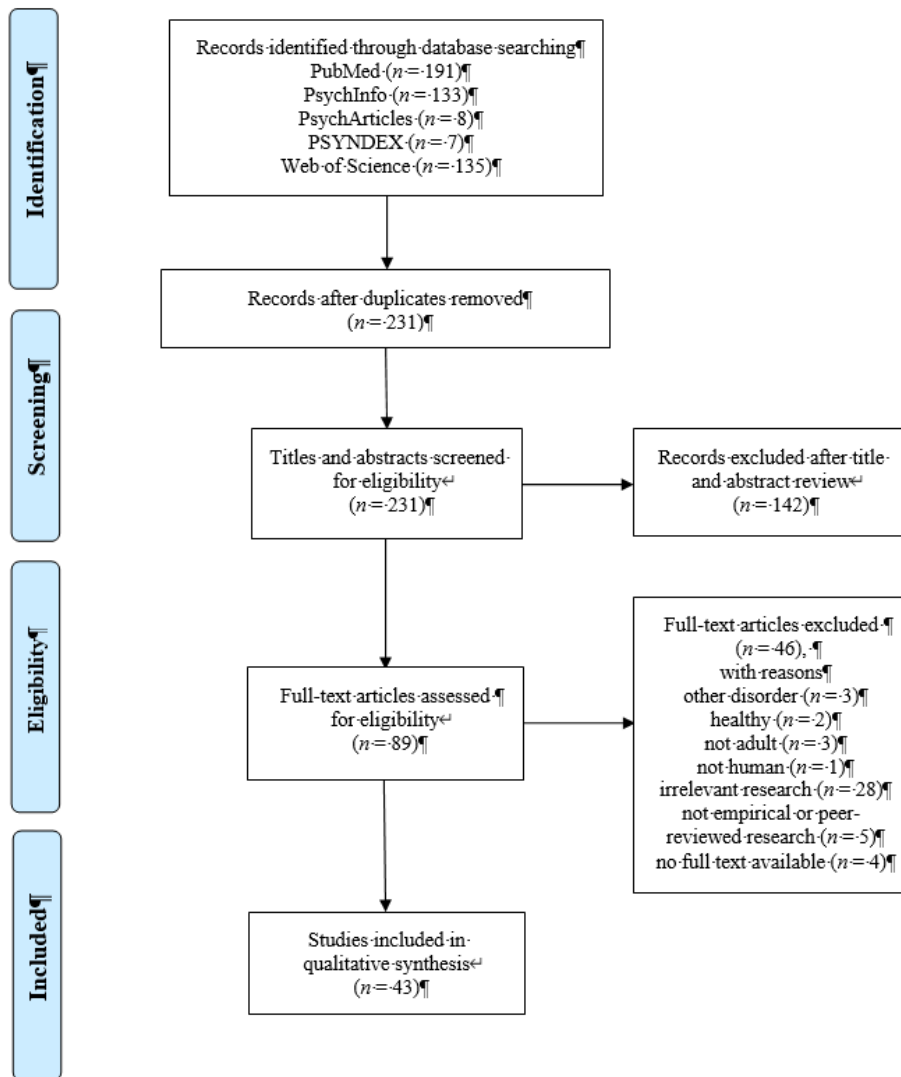 Identification¶
Records·identified·through·database·searching¶
PubMed·(n·=·191)¶
PsychInfo·(n·=·133)¶
PsychArticles·(n·=·8)¶
PSYNDEX·(n·=·7)¶
Web·of·Science·(n·=·135)¶
Records·after·duplicates·removed¶
(n·=·231)¶
Screening¶
Titles·and·abstracts·screened·
for·eligibility↵
(n·=·231)¶
Records·excluded·after·title·
and·abstract·review↵
(n·=·142)¶
Eligibility¶
Full-text·articles·assessed·¶
for·eligibility↵
(n·=·89)¶
Full-text·articles·excluded·¶
(n·=·46),·¶
with·reasons¶
other·disorder·(n·=·3)¶
healthy·(n·=·2)¶
not·adult·(n·=·3)¶
not·human·(n·=·1)¶
irrelevant·research·(n·=·28)¶
not·empirical·or·peer-
reviewed·research·(n·=·5)¶
no·full·text·available·(n·=·4)¶
Included¶
Studies·included·in·
qualitative·synthesis↵
(n·=·43)¶